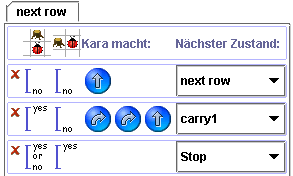 next row
Kara macht: Nächster Zustand:
no no next row
yes no carry1
yes or no yes Stop